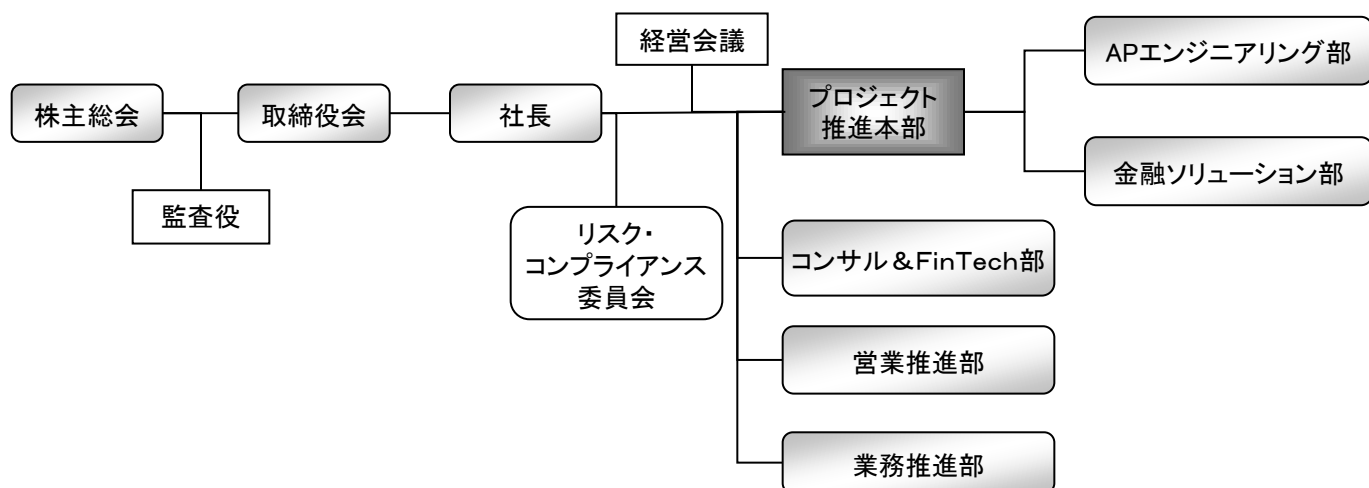 経営会議
APエンジニアリング部
株主総会
取締役会
社長
プロジェクト
推進本部
金融ソリューション部
監査役
リスク・
コンプライアンス
委員会
コンサル&FinTech部
営業推進部
業務推進部